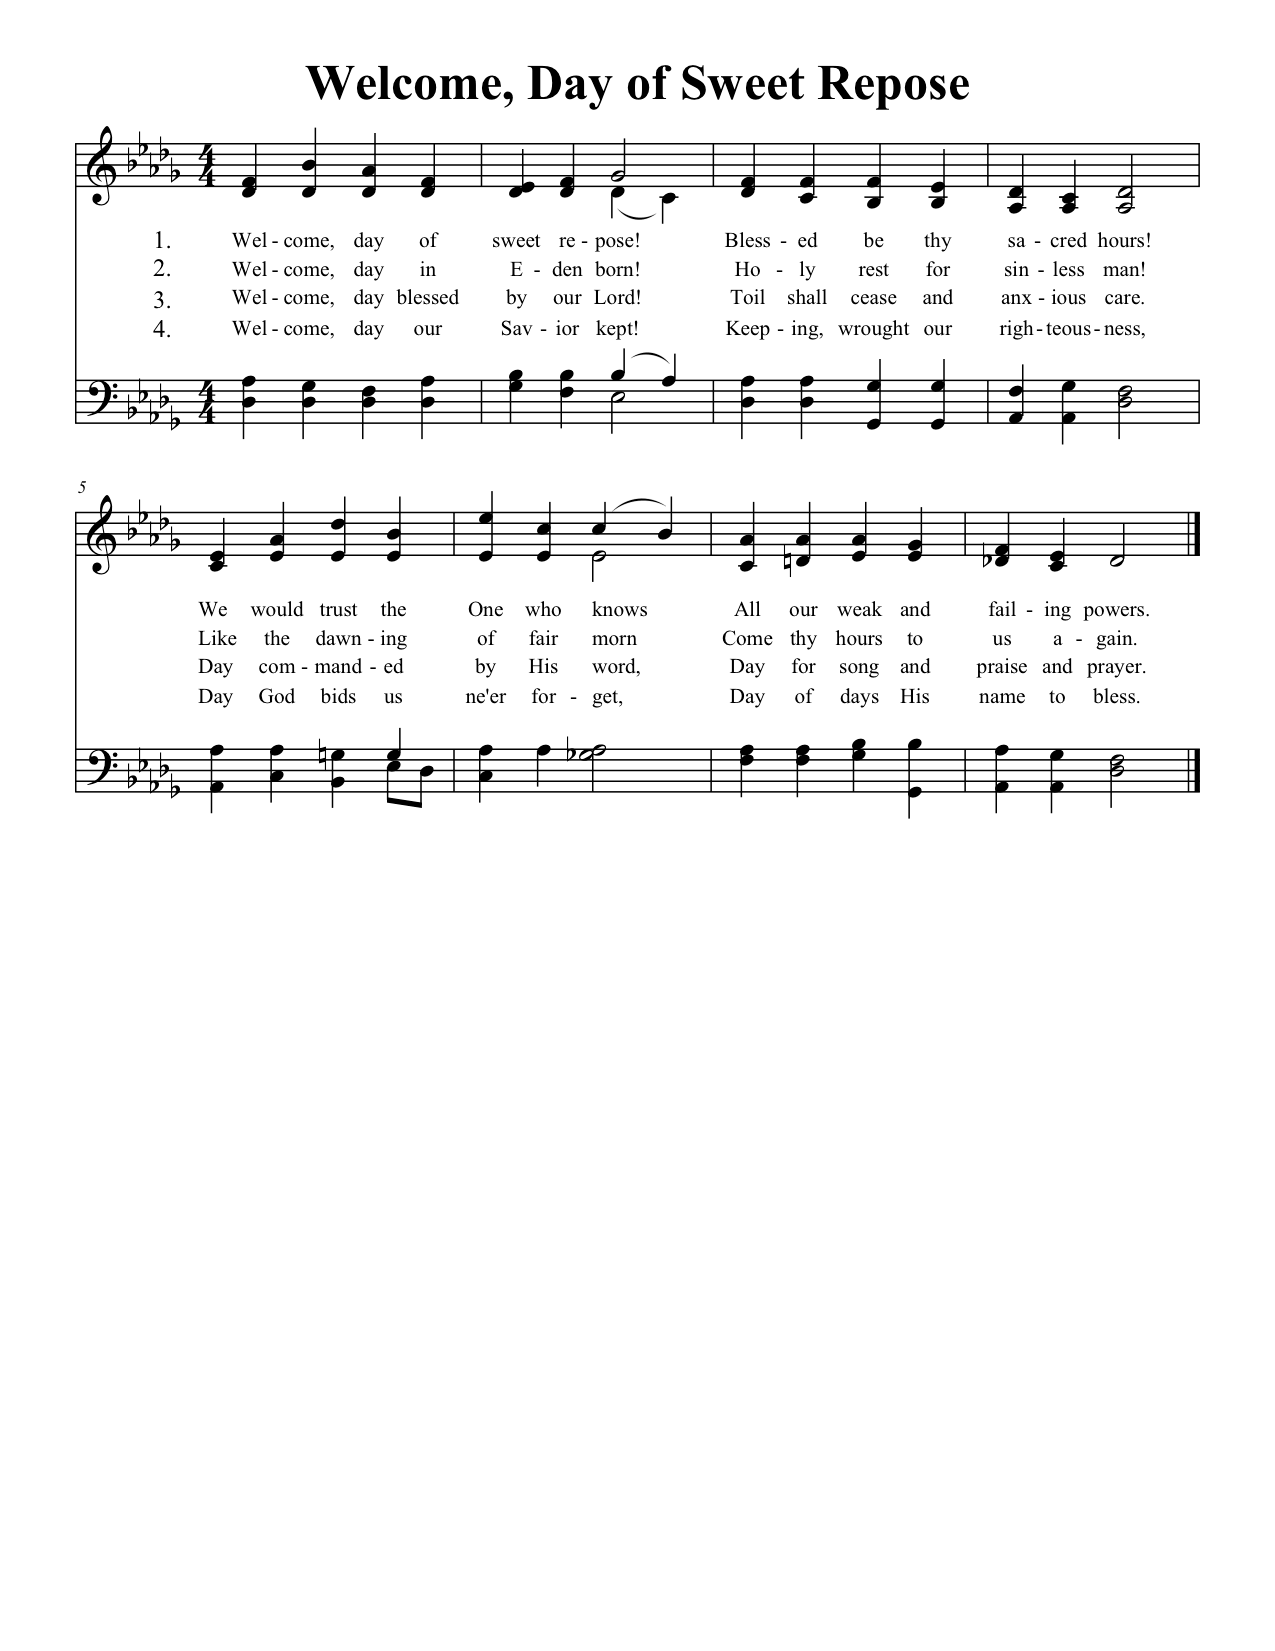 Welcome, Day of Sweet Repose
1. Wel - come, day of sweet re - pose! Bless - ed be thy sa - cred hours!
2. Wel - come, day in E - den born! Ho - ly rest for sin - less man!
3. Wel - come, day blessed by our Lord! Toil shall cease and anx - ious care.
4. Wel - come, day our Sav - ior kept! Keep - ing, wrought our righ - teous - ness,
5
We would trust the One who knows All our weak and fail - ing powers.
Like the dawn - ing of fair morn Come thy hours to us a - gain.
Day com - mand - ed by His word, Day for song and praise and prayer.
Day God bids us ne'er for - get, Day of days His name to bless.